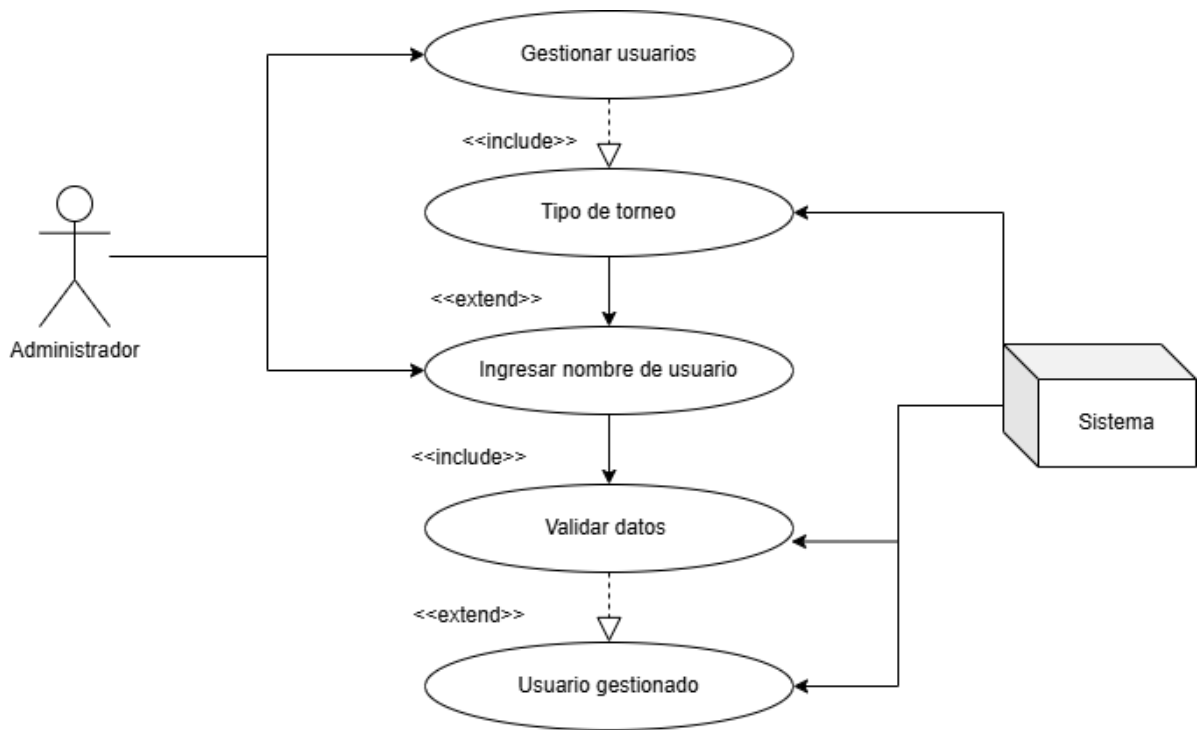 Gestionar usuarios
<<include>>
Tipo de torneo
<<extend>>
Administrador
Ingresar nombre de usuario
Sistema
<<include>>
Validar datos
<<extend>>
Usuario gestionado